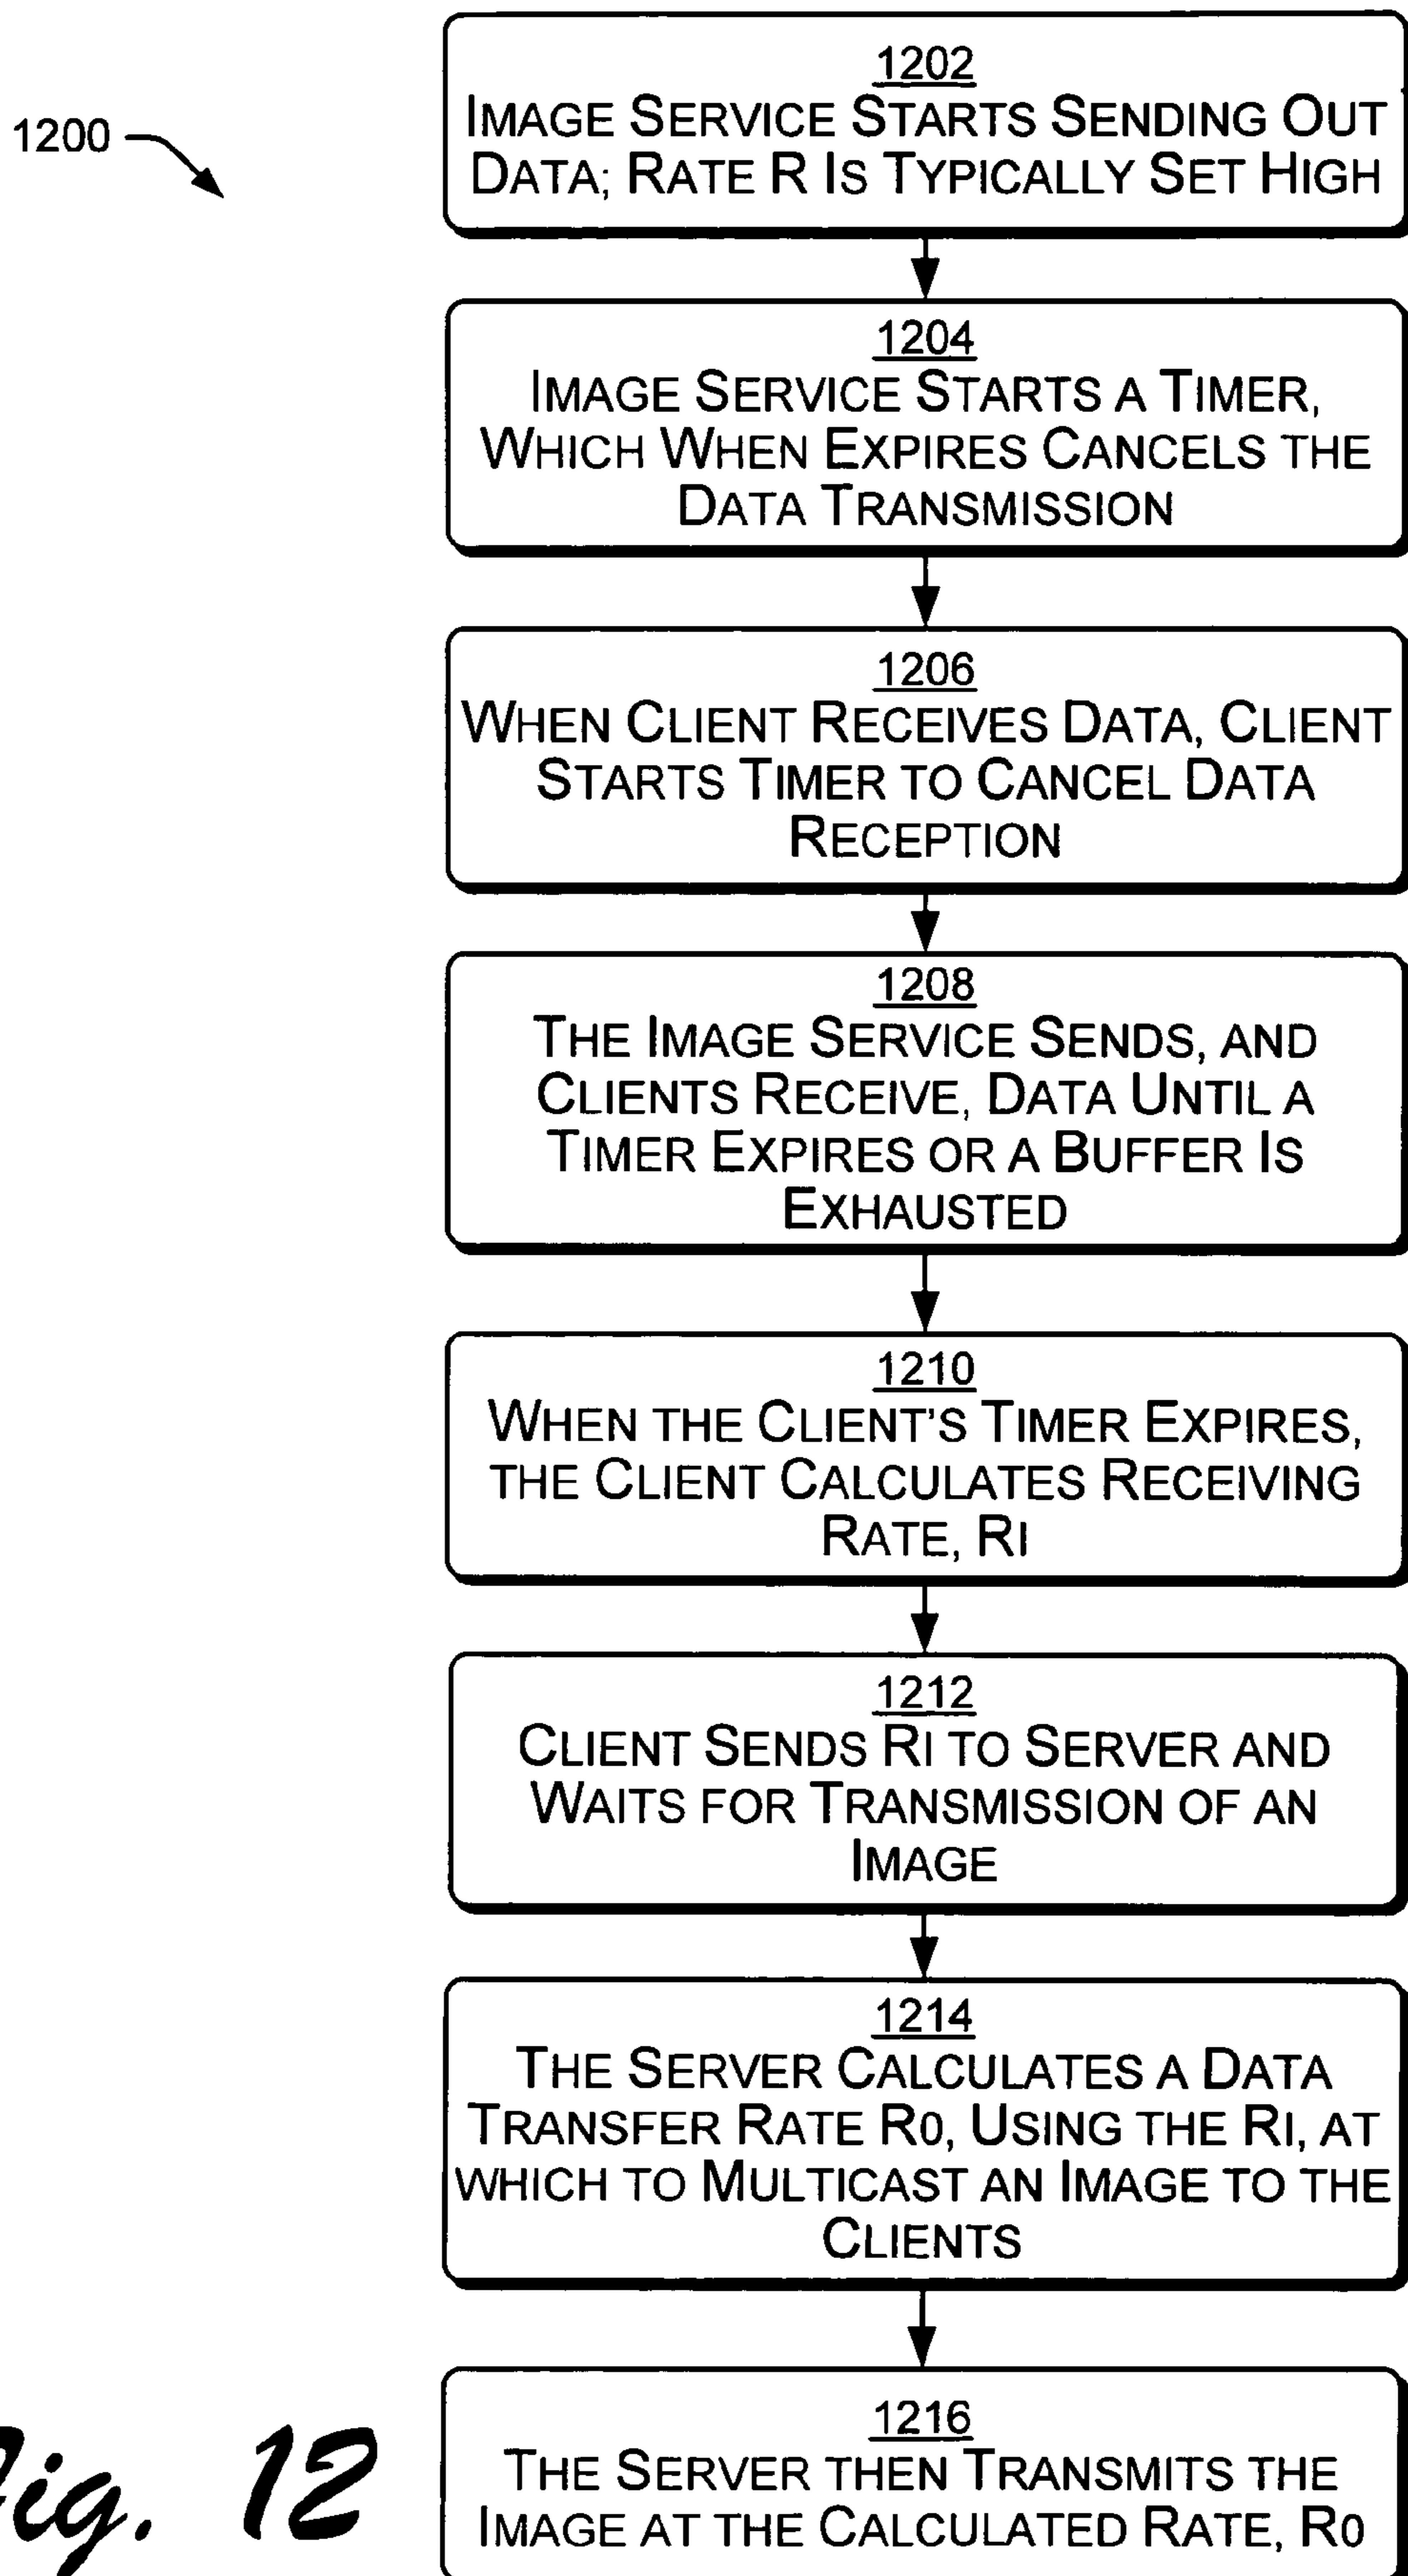 1200
1202
IMAGE SERVICE STARTS SENDING OUT
DATA; RATE R IS TYPICALLY SET HIGH
1204
IMAGE SERVICE STARTS A TIMER,
WHICH WHEN EXPIRES CANCELS THE
DATA TRANSMISSION
1206
WHEN CLIENT RECEIVES DATA, CLIENT
STARTS TIMER TO CANCEL DATA
RECEPTION
1208
THE IMAGE SERVICE SENDS, AND
CLIENTS RECEIVE, DATA UNTIL A
TIMER EXPIRES OR A BUFFER IS
EXHAUSTED
1210
WHEN THE CLIENT'S TIMER EXPIRES,
THE CLIENT CALCULATES RECEIVING
RATE, RI
1212
CLIENT SENDS RI TO SERVER AND
WAITS FOR TRANSMISSION OF AN
IMAGE
1214
THE SERVER CALCULATES A DATA
TRANSFER RATE R0, USING THE RI, AT
WHICH TO MULTICAST AN IMAGE TO THE
CLIENTS
1216
THE SERVER THEN TRANSMITS THE
IMAGE AT THE CALCULATED RATE, R0
Fig. 12